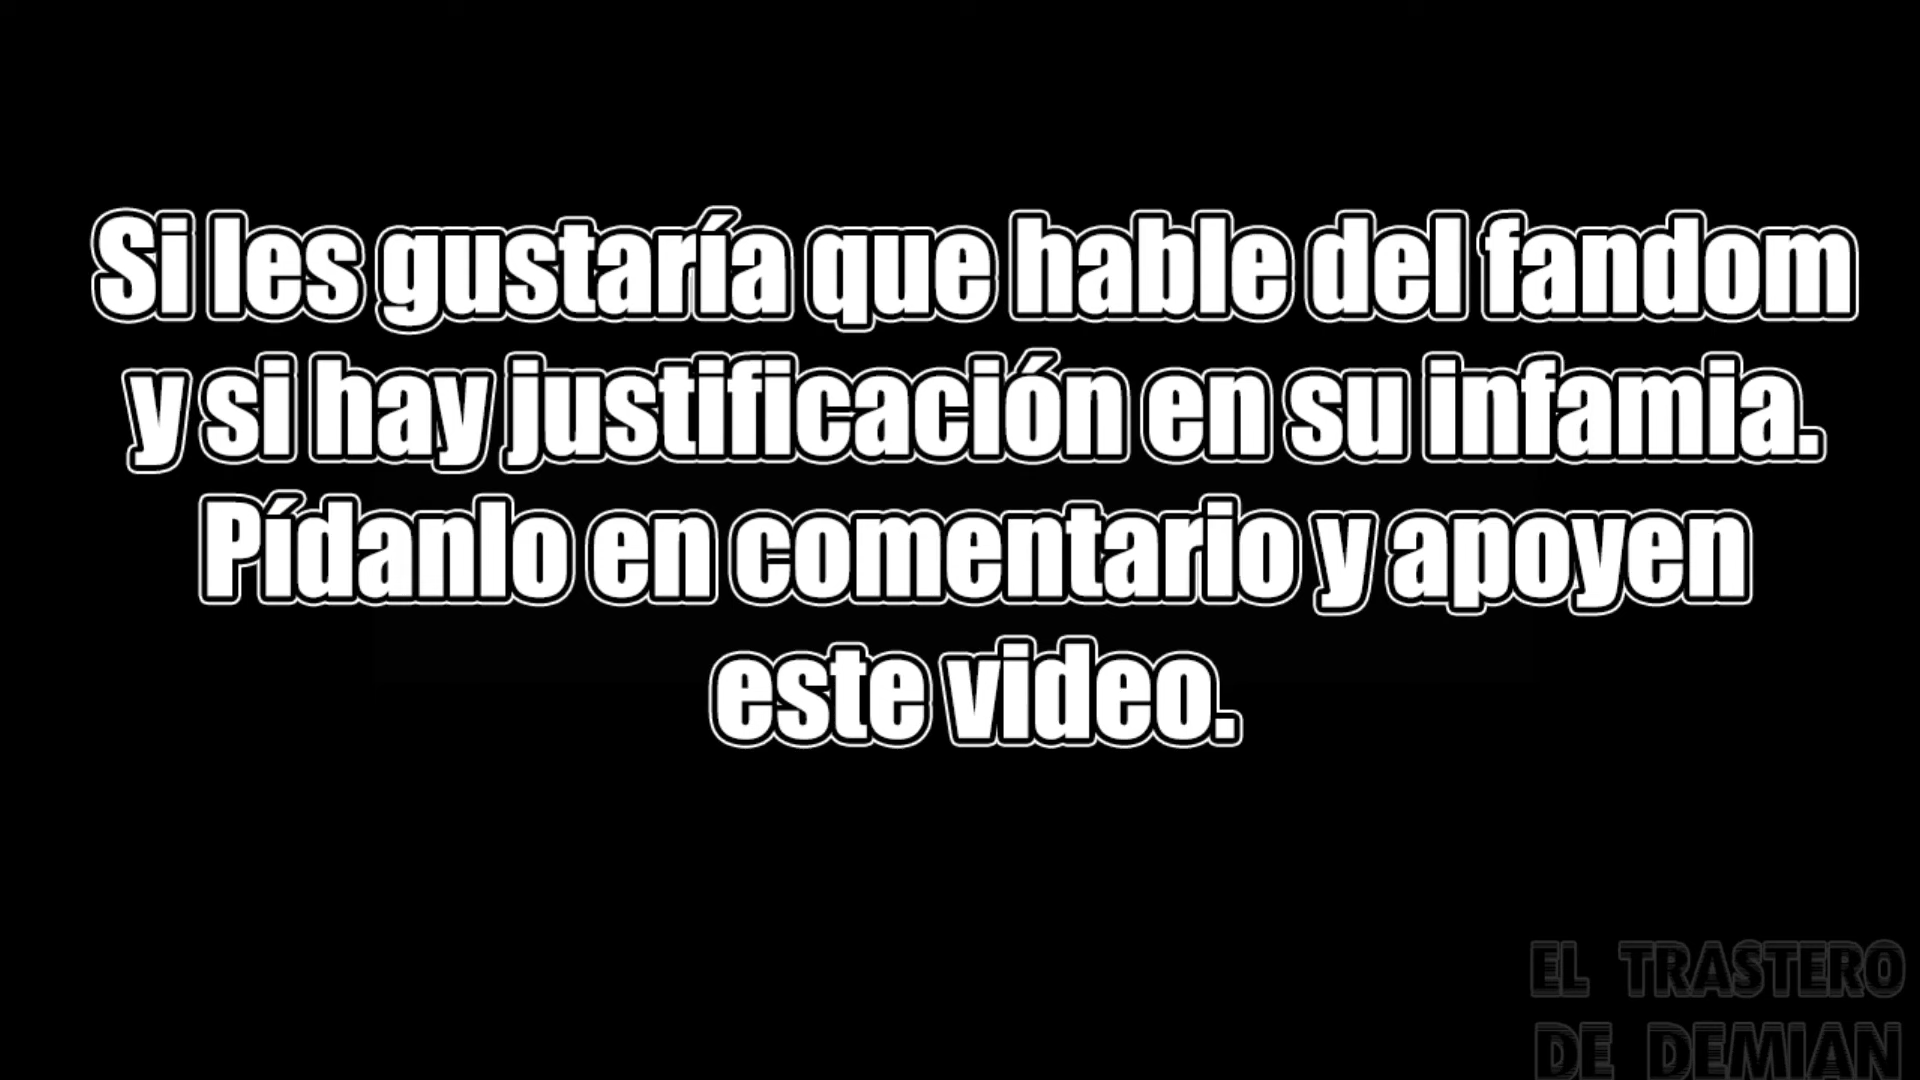 Si les gustaría que hable del fandom
y si hay justificación en su infamia.
Pídanlo en comentario y apoyen
este video.
EL TRASTERO
DE DEMIAN